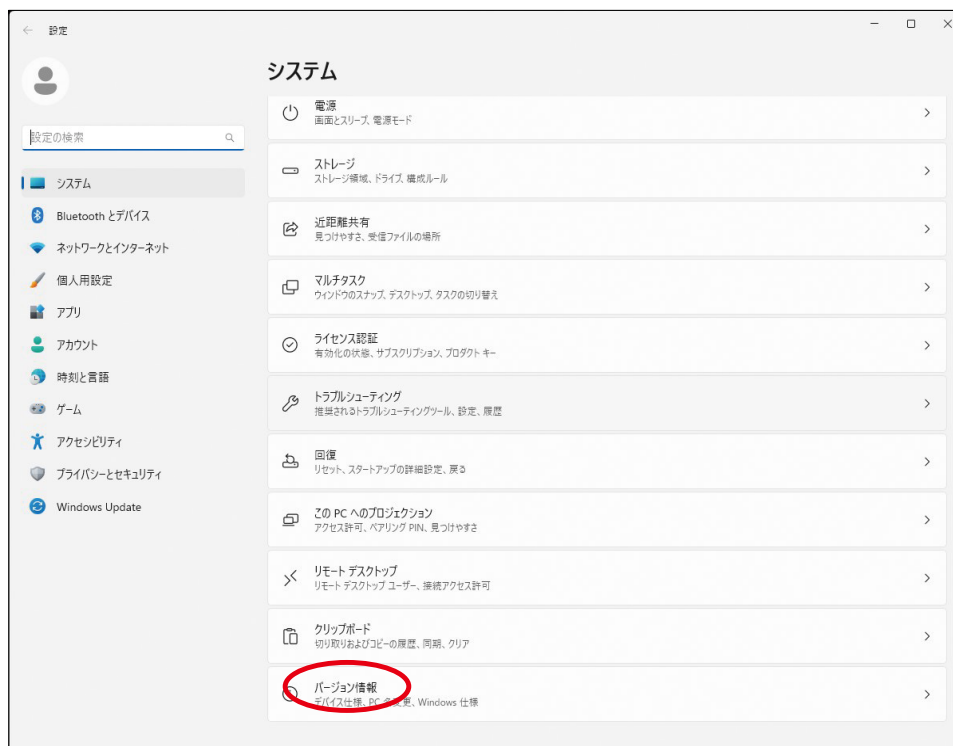 設定
システム
設定の検索
システム
Bluetooth とデバイス
ネットワークとインターネット
個人用設定
アプリ
アカウント
時刻と言語
ゲーム
アクセシビリティ
プライバシーとセキュリティ
Windows Update
電源
画面とスリープ、電源モード
ストレージ
ストレージ領域、ドライブ、構成ルール
近距離共有
見つけやすさ、受信ファイルの場所
マルチタスク
ウィンドウのスナップ、デスクトップ、タスクの切り替え
ライセンス認証
有効化の状態、サブスクリプション、プロダクト キー
トラブルシューティング
推奨されるトラブルシューティングツール、設定、履歴
回復
リセット、スタートアップの詳細設定、戻る
この PC へのプロジェクション
アクセス許可、ペアリング PIN、見つけやすさ
リモート デスクトップ
リモート デスクトップ ユーザー、接続アクセス許可
クリップボード
切り取りおよびコピーの履歴、同期、クリア
バージョン情報
デバイス仕様、PC 名変更、Windows 仕様